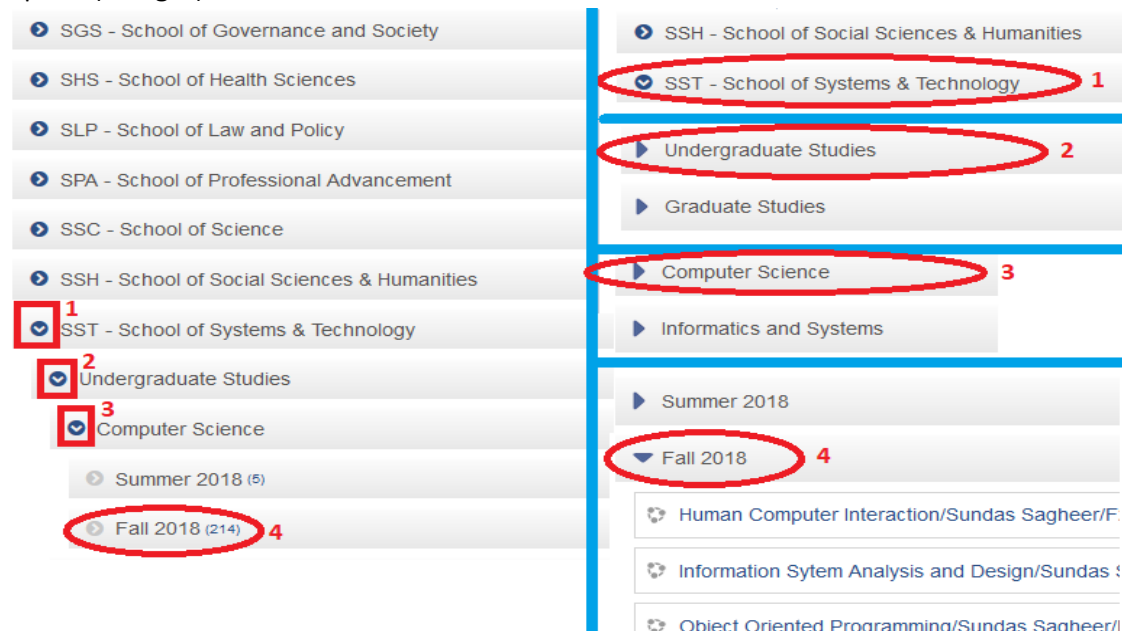 SGS - School of Governance and Society
SHS - School of Health Sciences
SLP - School of Law and Policy
SPA - School of Professional Advancement
SSC - School of Science
SSH - School of Social Sciences & Humanities
1
SST - School of Systems & Technology
2
Undergraduate Studies
3
Computer Science
Summer 2018 (5)
Fall 2018 (214) 4
SSH - School of Social Sciences & Humanities
SST - School of Systems & Technology 1
Undergraduate Studies 2
Graduate Studies
Computer Science 3
Informatics and Systems
Summer 2018
Fall 2018 4
Human Computer Interaction/Sundas Sagheer/F
Information Sytem Analysis and Design/Sundas
Object Oriented Programming/Sundas Sagheer/